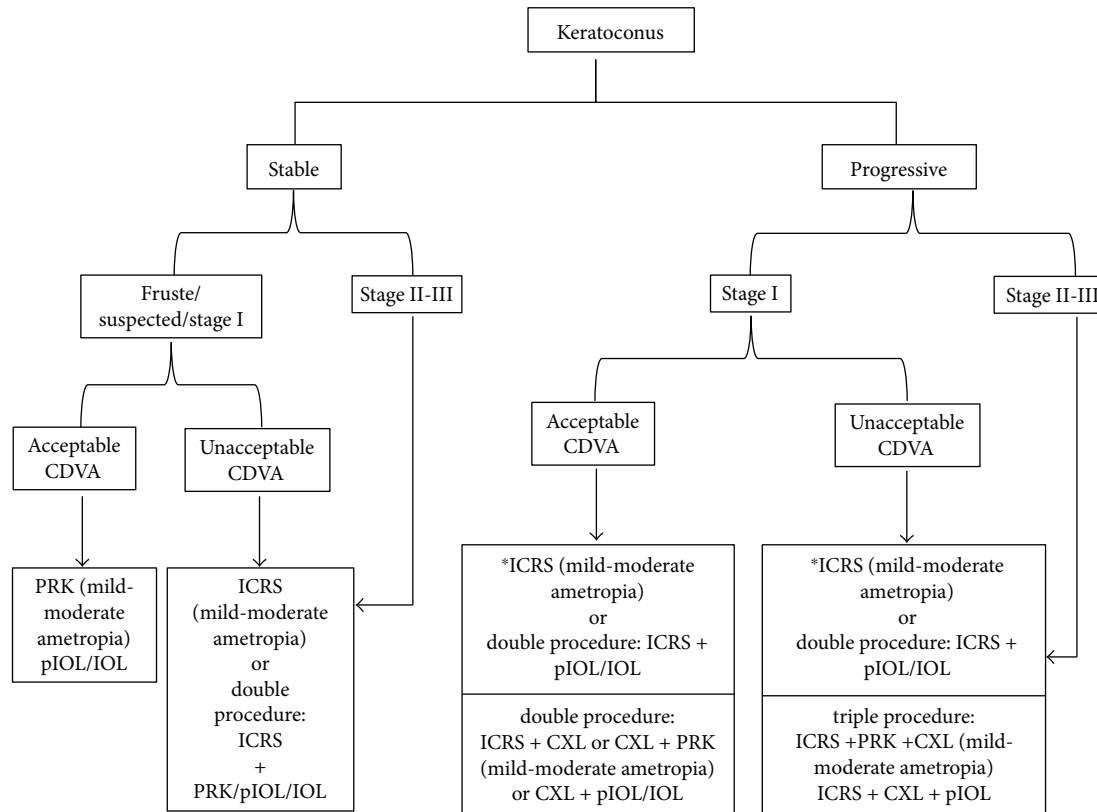 Keratoconus
Stable
Progressive
Fruste/
suspected/stage I
Stage II-III
Stage I
Stage II-III
Acceptable
CDVA
Unacceptable
CDVA
Acceptable
CDVA
Unacceptable
CDVA
PRK (mild-
moderate
ametropia)
pIOL/IOL
ICRS
(mild-moderate
ametropia)
or
double
procedure:
ICRS
+
PRK/pIOL/IOL
*ICRS (mild-moderate
ametropia)
or
double procedure: ICRS +
pIOL/IOL
double procedure:
ICRS + CXL or CXL + PRK
(mild-moderate ametropia)
or CXL + pIOL/IOL
*ICRS (mild-moderate
ametropia)
or
double procedure: ICRS +
pIOL/IOL
triple procedure:
ICRS +PRK +CXL (mild-
moderate ametropia)
ICRS + CXL + pIOL